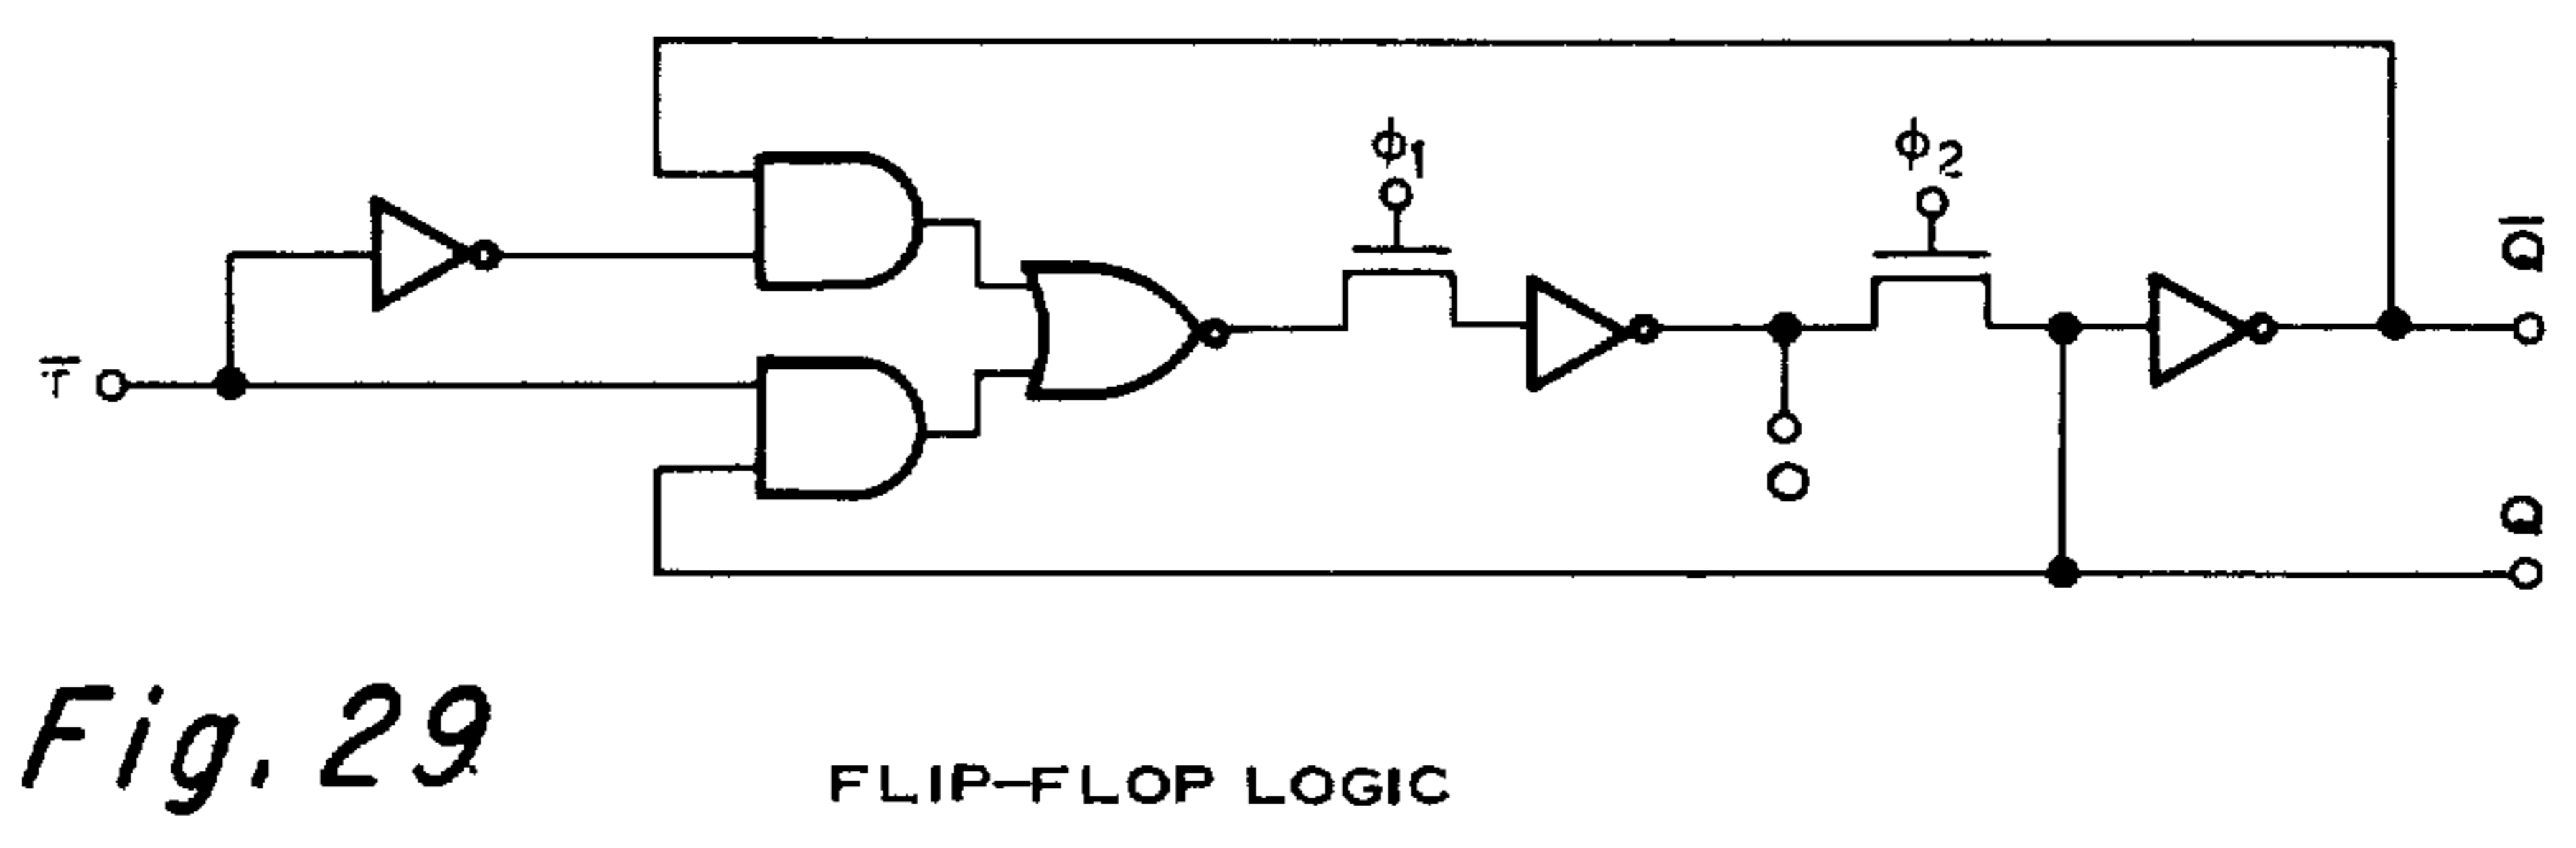 ϕ1
ϕ2
Q̅
T̅
O
Q
Fig. 29
FLIP-FLOP LOGIC